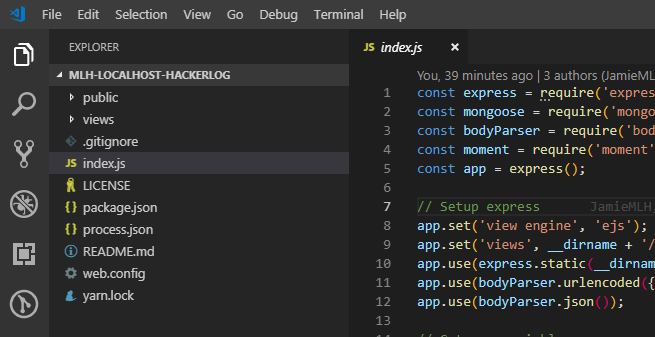 File Edit Selection View Go Debug Terminal Help
EXPLORER
MLH-LOCALHOST-HACKERLOG
public
views
.gitignore
JS index.js
LICENSE
{} package.json
{} process.json
README.md
web.config
yarn.lock
JS index.js ×
You, 39 minutes ago | 3 authors (JamieML
1 const express = require('expres
2 const mongoose = require('mongo
3 const bodyParser = require('bod
4 const moment = require('moment'
5 const app = express();
6
7 // Setup express JamieMLH,
8 app.set('view engine', 'ejs');
9 app.set('views', __dirname + '/
10 app.use(express.static(__dirnam
11 app.use(bodyParser.urlencoded({
12 app.use(bodyParser.json());
13